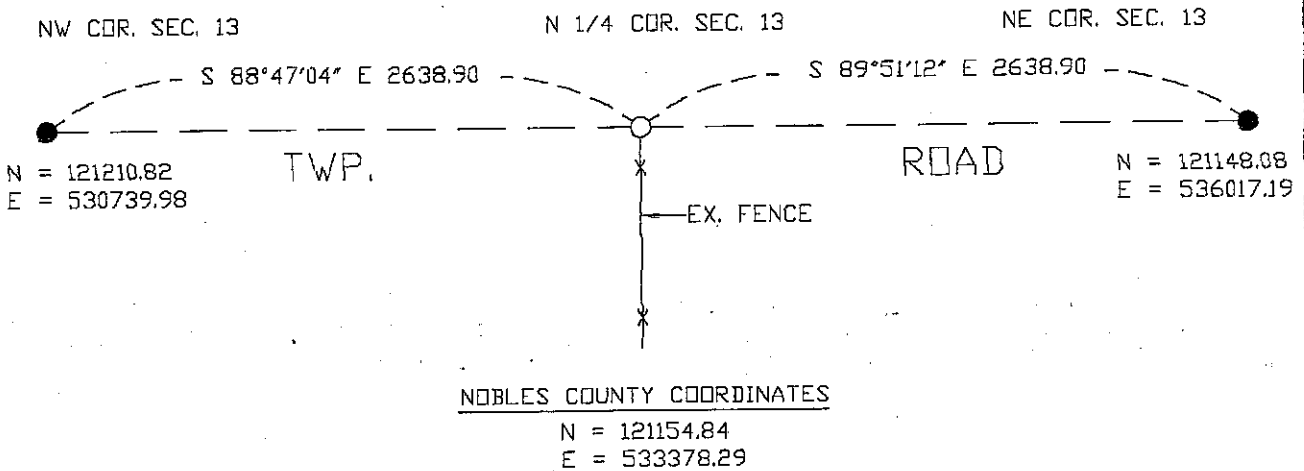 NW COR. SEC. 13
N 1/4 COR. SEC. 13
NE COR. SEC. 13
S 88°47'04" E 2638.90
S 89°51'12" E 2638.90
TWP.
ROAD
N = 121210.82
E = 530739.98
N = 121148.08
E = 536017.19
EX. FENCE
NOBLES COUNTY COORDINATES
N = 121154.84
E = 533378.29